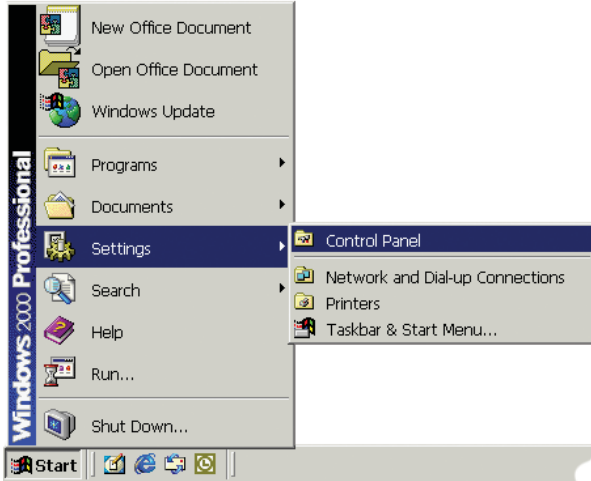 New Office Document
Open Office Document
Windows Update
Programs
Documents
Settings
Search
Help
Run...
Shut Down...
Windows 2000 Professional
Control Panel
Network and Dial-up Connections
Printers
Taskbar & Start Menu...
Start